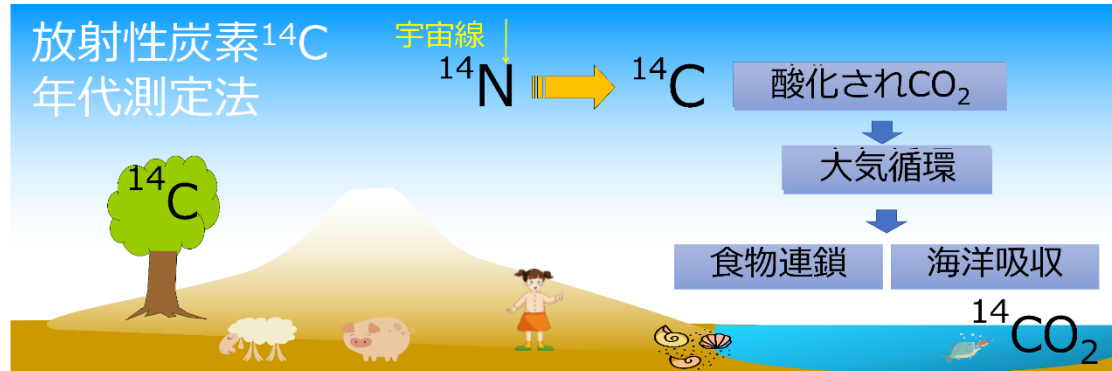 放射性炭素¹⁴C
年代測定法
宇宙線
¹⁴N
¹⁴C
酸化されCO₂
大気循環
食物連鎖
海洋吸収
¹⁴C
¹⁴CO₂